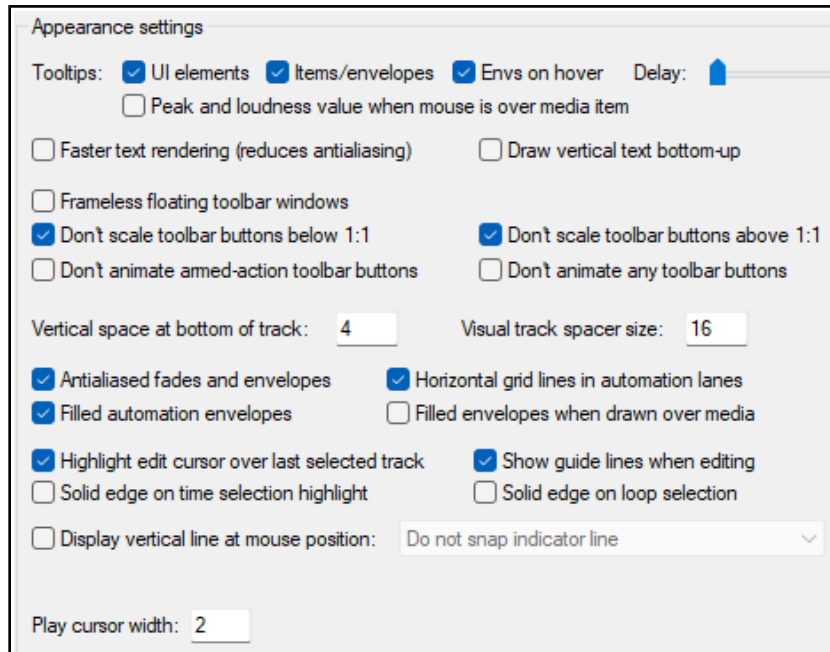 Appearance settings
Tooltips: UI elements Items/envelopes Envs on hover Delay:
Peak and loudness value when mouse is over media item
Faster text rendering (reduces antialiasing) Draw vertical text bottom-up
Frameless floating toolbar windows
Don't scale toolbar buttons below 1:1 Don't scale toolbar buttons above 1:1
Don't animate armed-action toolbar buttons Don't animate any toolbar buttons
Vertical space at bottom of track: 4 Visual track spacer size: 16
Antialiased fades and envelopes Horizontal grid lines in automation lanes
Filled automation envelopes Filled envelopes when drawn over media
Highlight edit cursor over last selected track Show guide lines when editing
Solid edge on time selection highlight Solid edge on loop selection
Display vertical line at mouse position: Do not snap indicator line
Play cursor width: 2